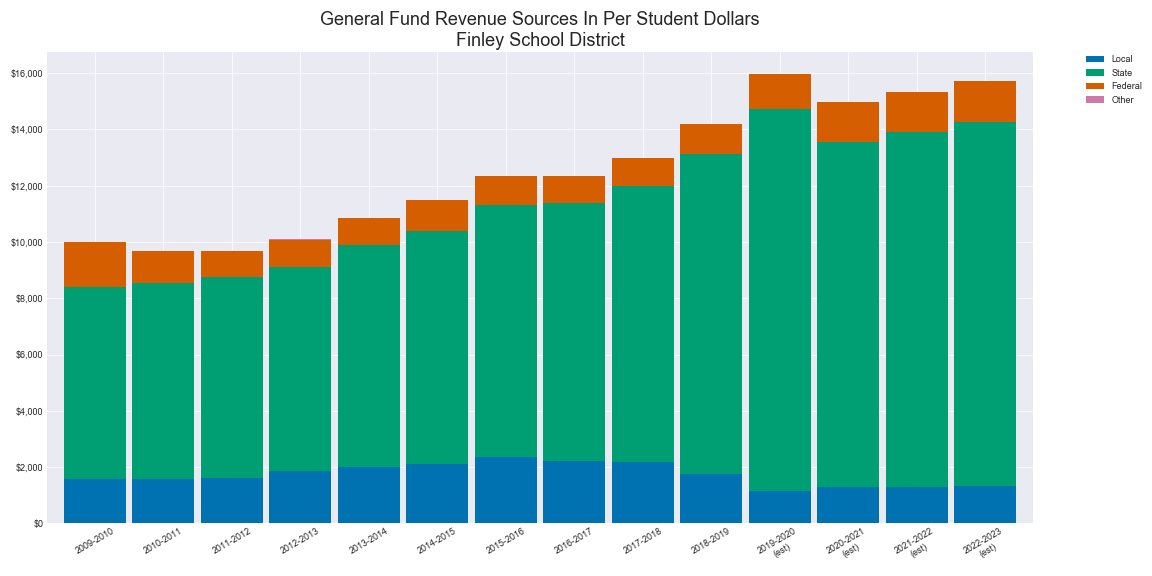 General Fund Revenue Sources In Per Student Dollars
Finley School District
Local
State
Federal
Other
$16,000
$14,000
$12,000
$10,000
$8,000
$6,000
$4,000
$2,000
$0
2009-2010
2010-2011
2011-2012
2012-2013
2013-2014
2014-2015
2015-2016
2016-2017
2017-2018
2018-2019
2019-2020
(est)
2020-2021
(est)
2021-2022
(est)
2022-2023
(est)